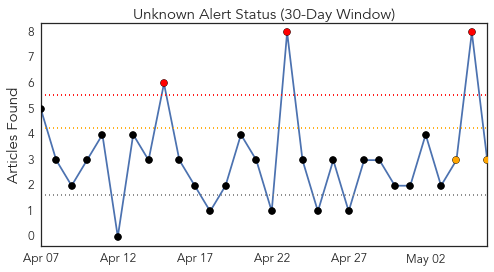 Unknown Alert Status (30-Day Window)
Articles Found
8
7
6
5
4
3
2
1
0
Apr 07
Apr 12
Apr 17
Apr 22
Apr 27
May 02